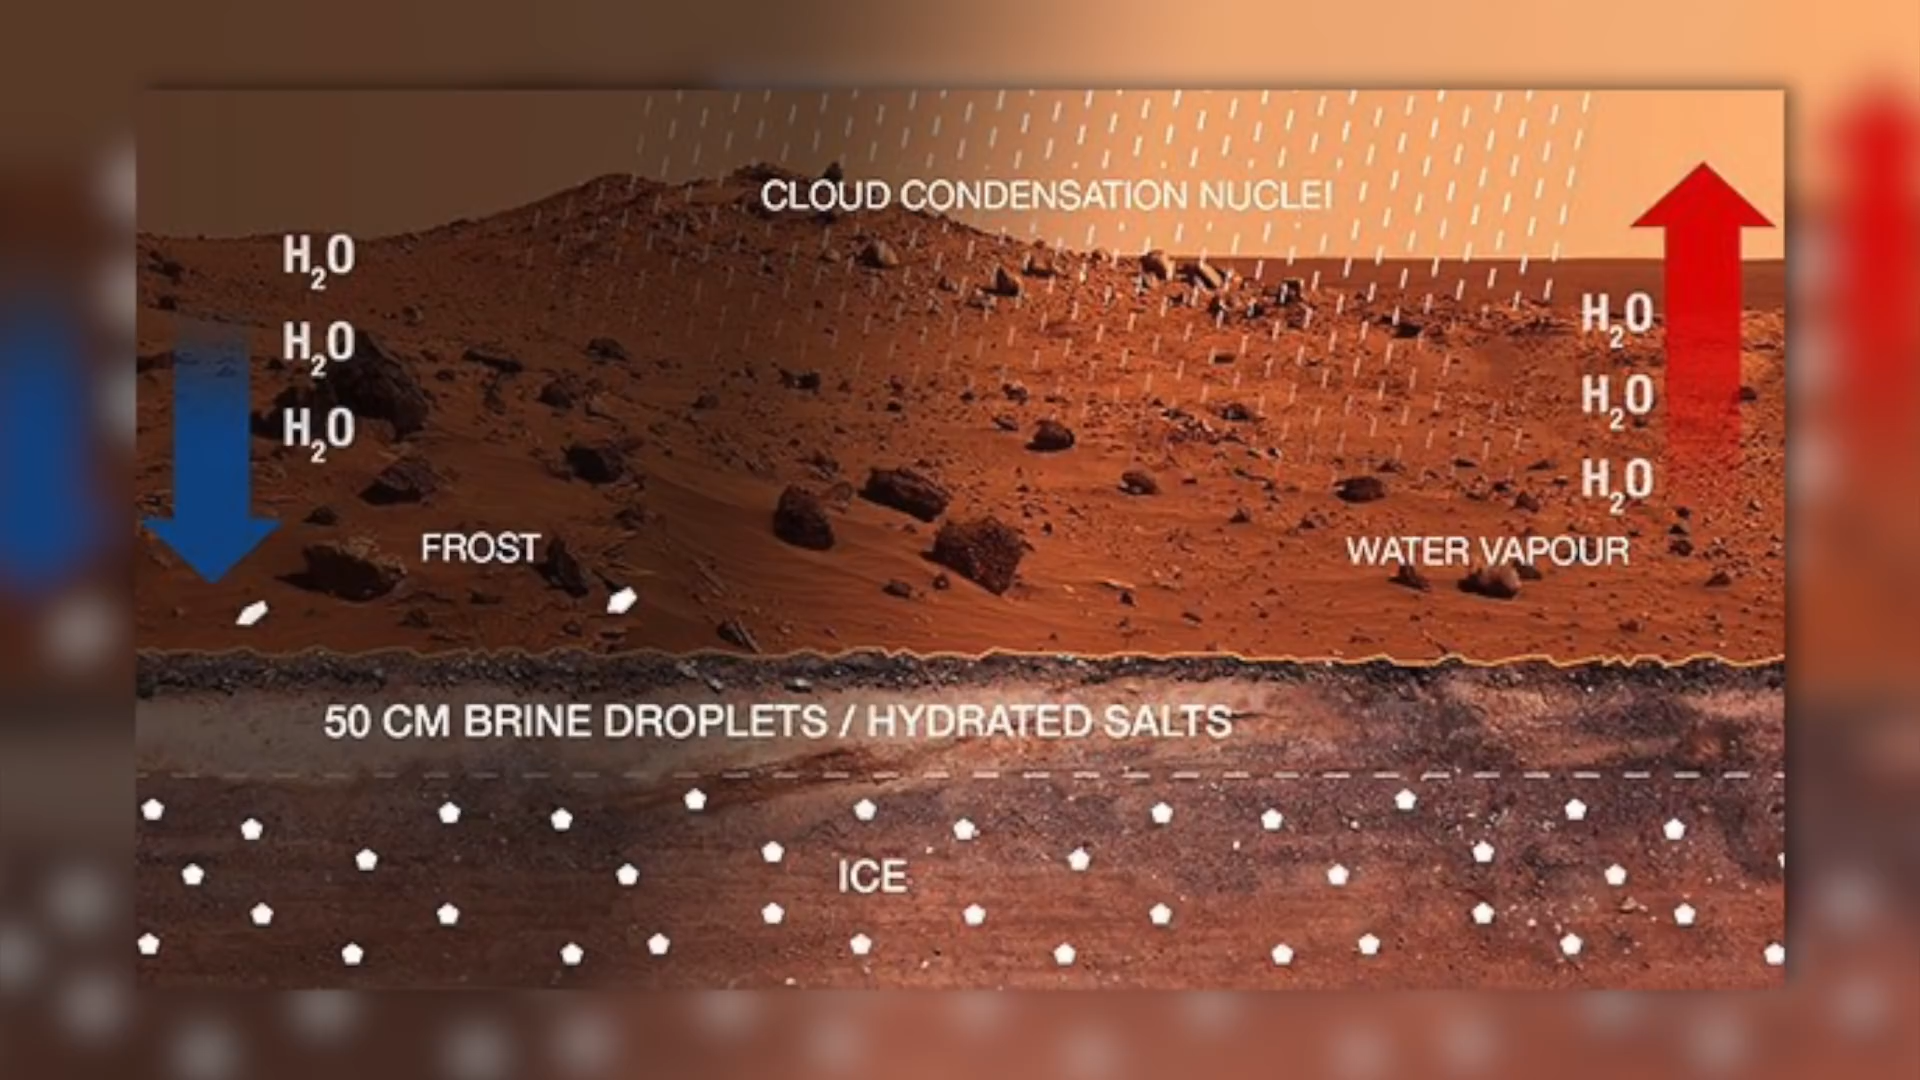 CLOUD CONDENSATION NUCLEI
H₂O
H₂O
H₂O
H₂O
H₂O
H₂O
FROST
WATER VAPOUR
50 CM BRINE DROPLETS / HYDRATED SALTS
ICE